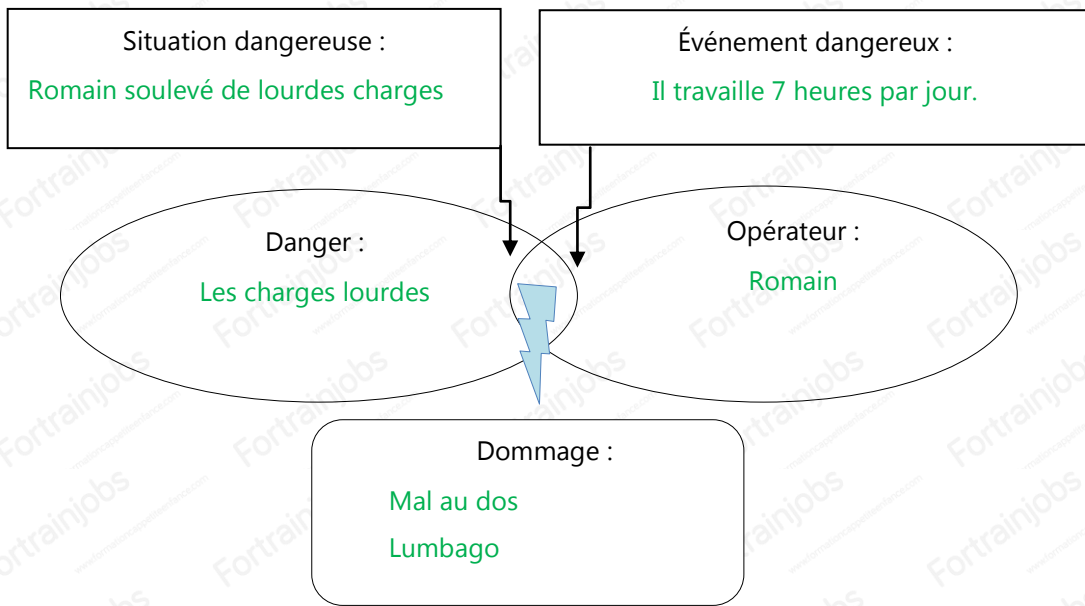 Situation dangereuse :
Romain soulevé de lourdes charges
Événement dangereux :
Il travaille 7 heures par jour.
Danger :
Les charges lourdes
Opérateur :
Romain
Dommage :
Mal au dos
Lumbago
Fortrainjobs